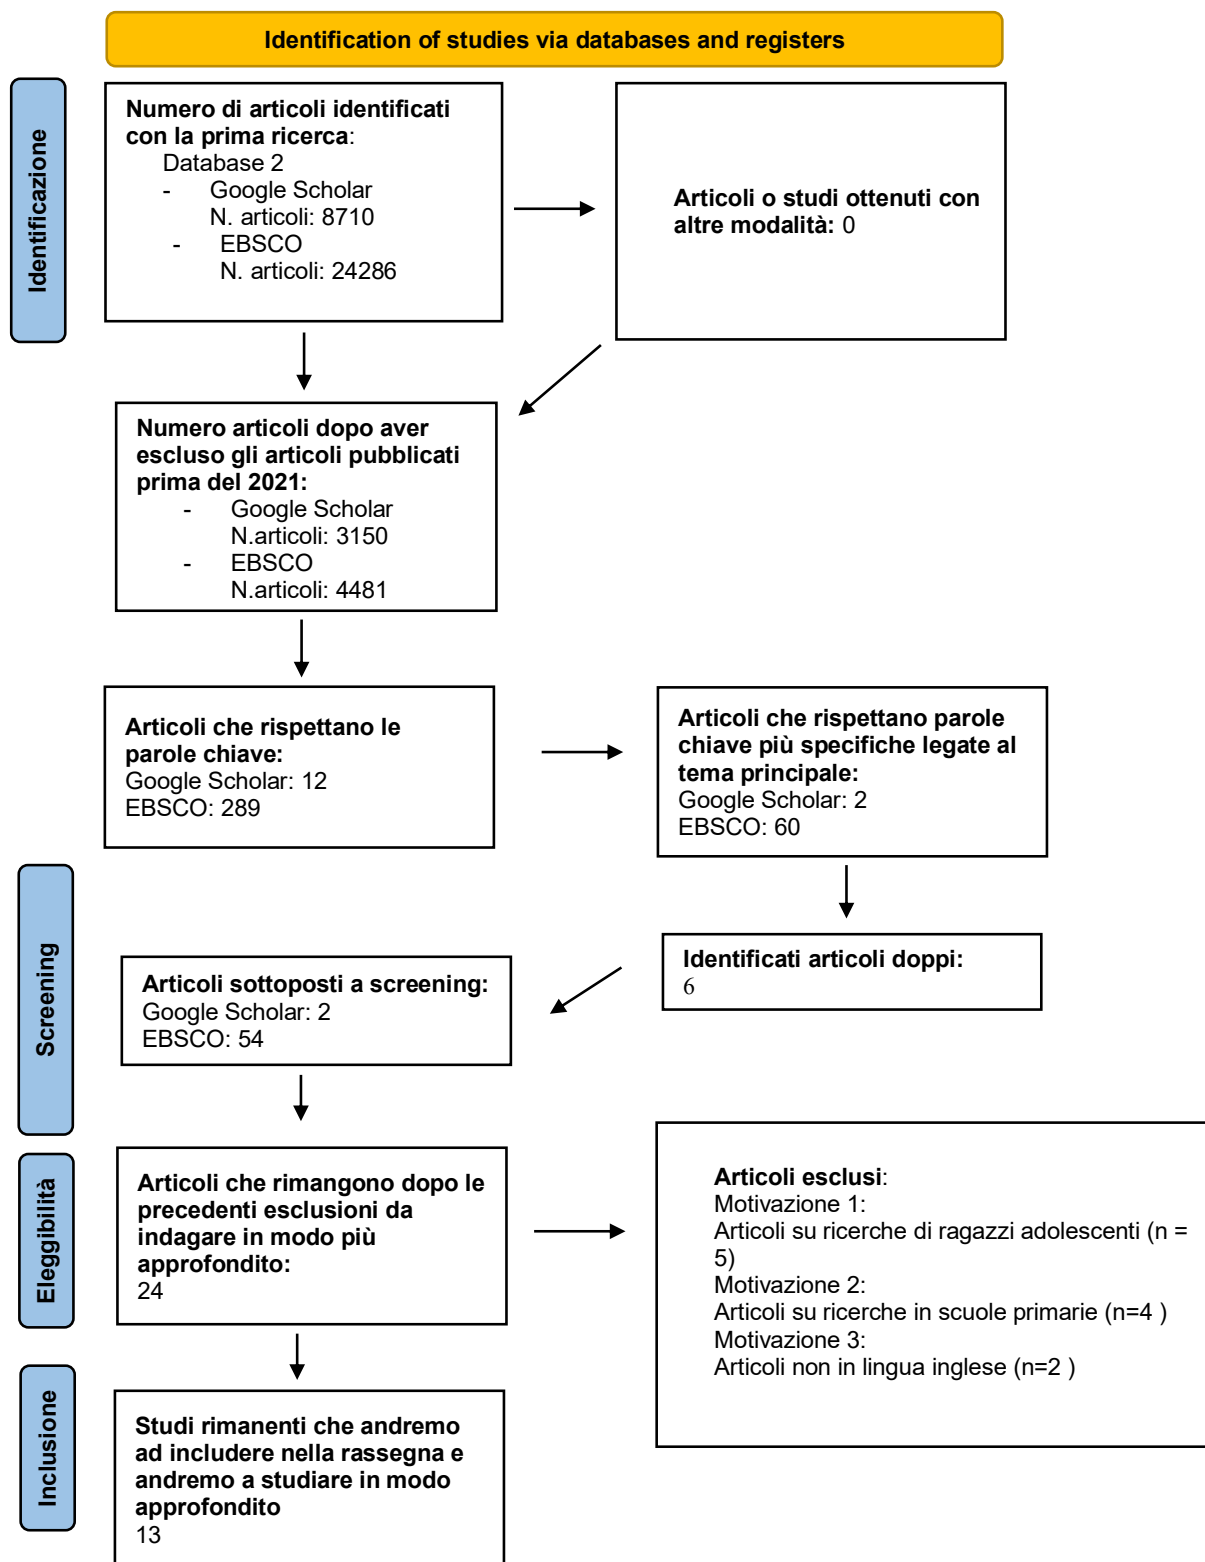 Identification of studies via databases and registers
Identificazione
Numero di articoli identificati
con la prima ricerca:
Database 2
- Google Scholar
N. articoli: 8710
- EBSCO
N. articoli: 24286
Articoli o studi ottenuti con
altre modalità: 0
Numero articoli dopo aver
escluso gli articoli pubblicati
prima del 2021:
- Google Scholar
N.articoli: 3150
- EBSCO
N.articoli: 4481
Articoli che rispettano le
parole chiave:
Google Scholar: 12
EBSCO: 289
Articoli che rispettano parole
chiave più specifiche legate al
tema principale:
Google Scholar: 2
EBSCO: 60
Screening
Identificati articoli doppi:
6
Articoli sottoposti a screening:
Google Scholar: 2
EBSCO: 54
Eleggibilità
Articoli che rimangono dopo le
precedenti esclusioni da
indagare in modo più
approfondito:
24
Articoli esclusi:
Motivazione 1:
Articoli su ricerche di ragazzi adolescenti (n =
5)
Motivazione 2:
Articoli su ricerche in scuole primarie (n=4 )
Motivazione 3:
Articoli non in lingua inglese (n=2 )
Inclusione
Studi rimanenti che andremo
ad includere nella rassegna e
andremo a studiare in modo
approfondito
13